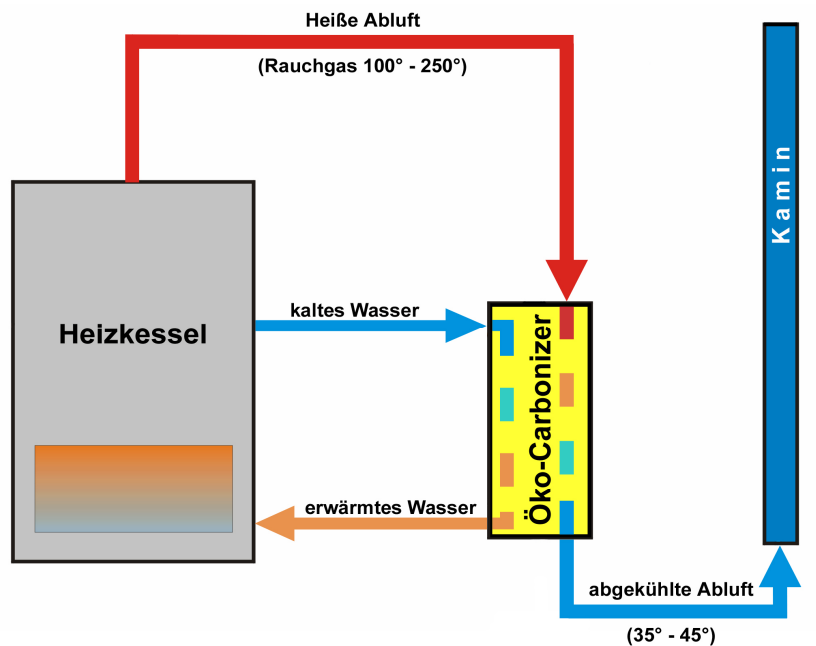 Heiße Abluft
(Rauchgas 100° - 250°)
Kamin
kaltes Wasser
Heizkessel
Öko-Carbonizer
erwärmtes Wasser
abgekühlte Abluft
(35° - 45°)